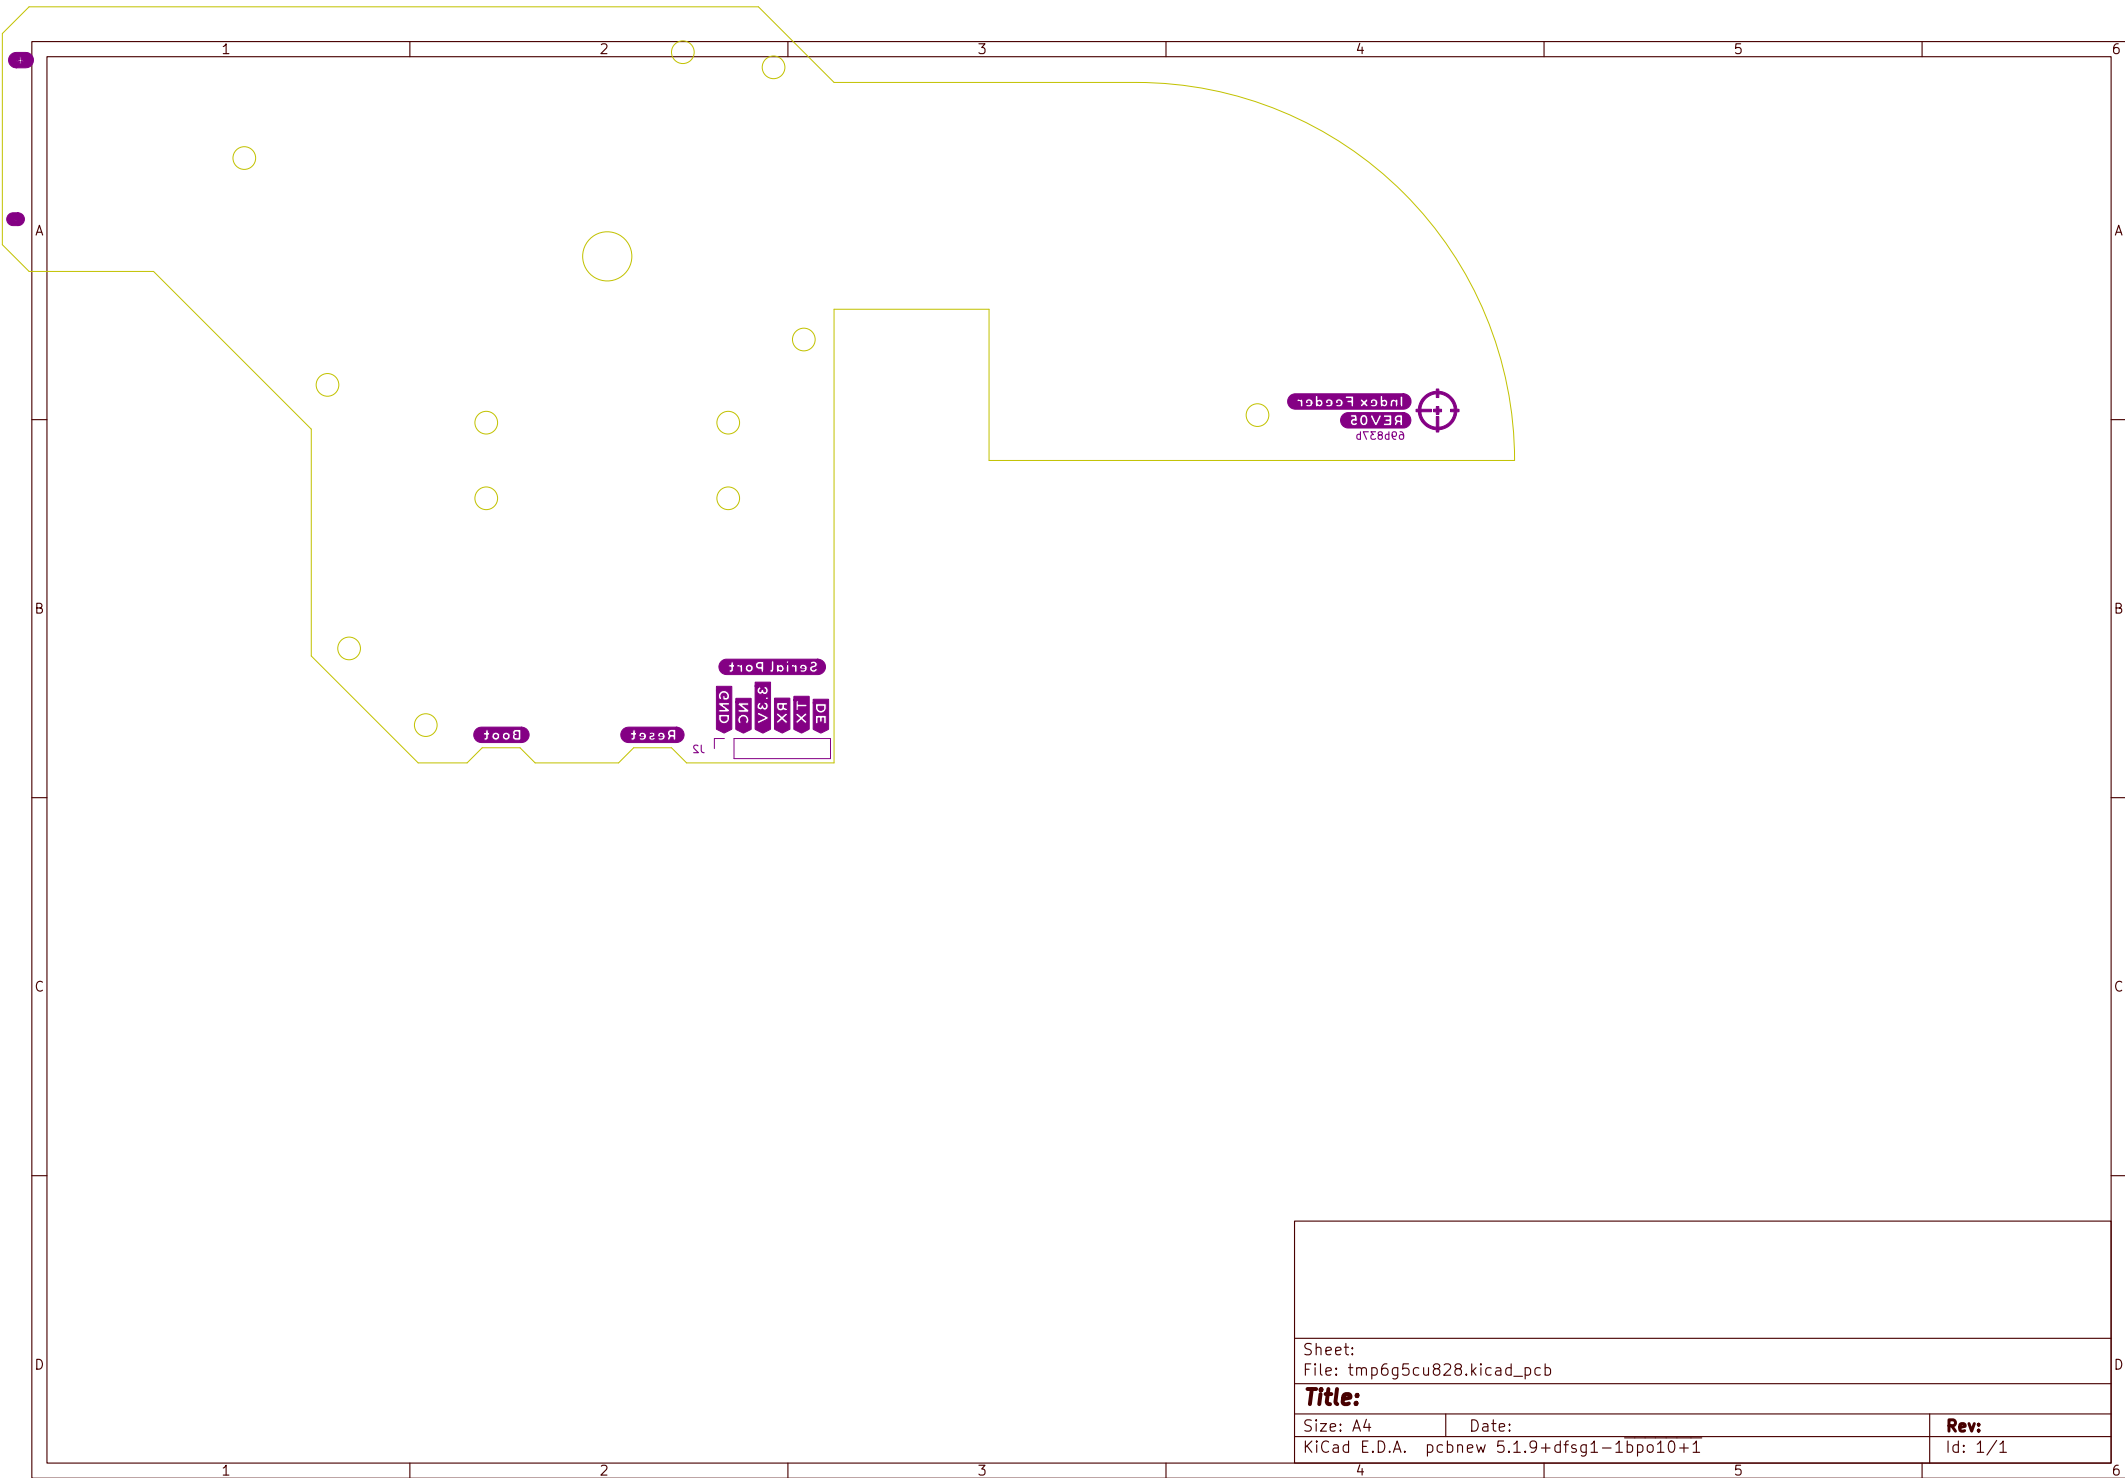 1 2 3 4 5 6
+
A A
Index Feeder
REV05
69b837b
B B
Serial Port
GND NC 3.3V RX TX DE
Boot Reset
J2
C C
Sheet:
File: tmp6g5cu828.kicad_pcb
D D
Title:
Size: A4 Date: Rev:
KiCad E.D.A. pcbnew 5.1.9+dfsg1-1bpo10+1 Id: 1/1
1 2 3 4 5 6